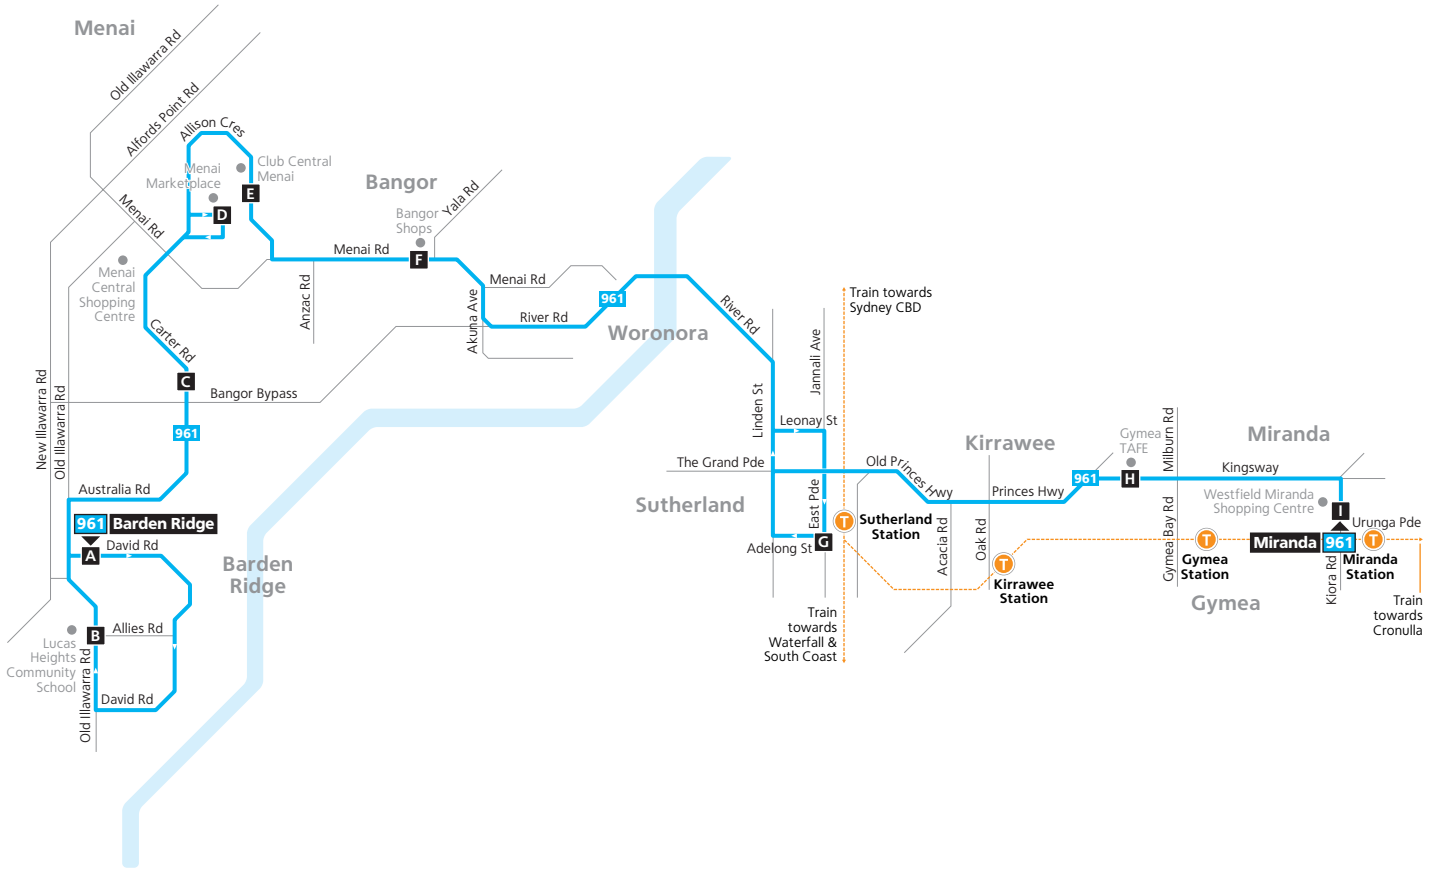 Menai
Old Illawarra Rd
Alfords Point Rd
Allison Cres
Menai
Marketplace
Club Central
Menai
E
D
Menai Rd
Bangor
Yala Rd
Bangor
Shops
F
Menai Rd
Menai
Central
Shopping
Centre
Anzac Rd
Akuna Ave
Menai Rd
961
River Rd
Woronora
River Rd
Train towards
Sydney CBD
Carter Rd
C
Bangor Bypass
961
New Illawarra Rd
Old Illawarra Rd
Australia Rd
961
Barden Ridge
A
David Rd
Barden
Ridge
B
Allies Rd
Lucas
Heights
Community
School
Old Illawarra Rd
David Rd
Linden St
Jannali Ave
Leonay St
The Grand Pde
Old Princes Hwy
Sutherland
East Pde
T
Sutherland
Station
Adelong St
G
Train
towards
Waterfall &
South Coast
Kirrawee
Princes Hwy
Acacia Rd
Oak Rd
T
Kirrawee
Station
961
Gymea
TAFE
H
Milburn Rd
Miranda
Kingsway
Westfield Miranda
Shopping Centre
I
Urunga Pde
Gymea Bay Rd
T
Gymea
Station
Gymea
Miranda
961
T
Miranda
Station
Kiora Rd
Train
towards
Cronulla